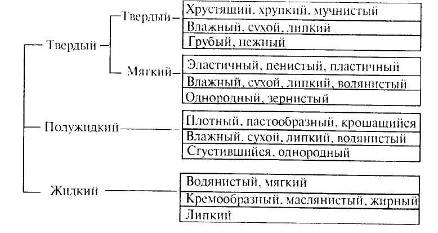 Твердый
Твердый
Хрустящий, хрупкий, мучнистый
Влажный, сухой, липкий
Грубый, нежный
Мягкий
Эластичный, пенистый, пластичный
Влажный, сухой, липкий, водянистый
Однородный, зернистый
Полужидкий
Плотный, пастообразный, крошащийся
Влажный, сухой, липкий, водянистый
Сгустившийся, однородный
Жидкий
Водянистый, мягкий
Кремообразный, маслянистый, жирный
Липкий